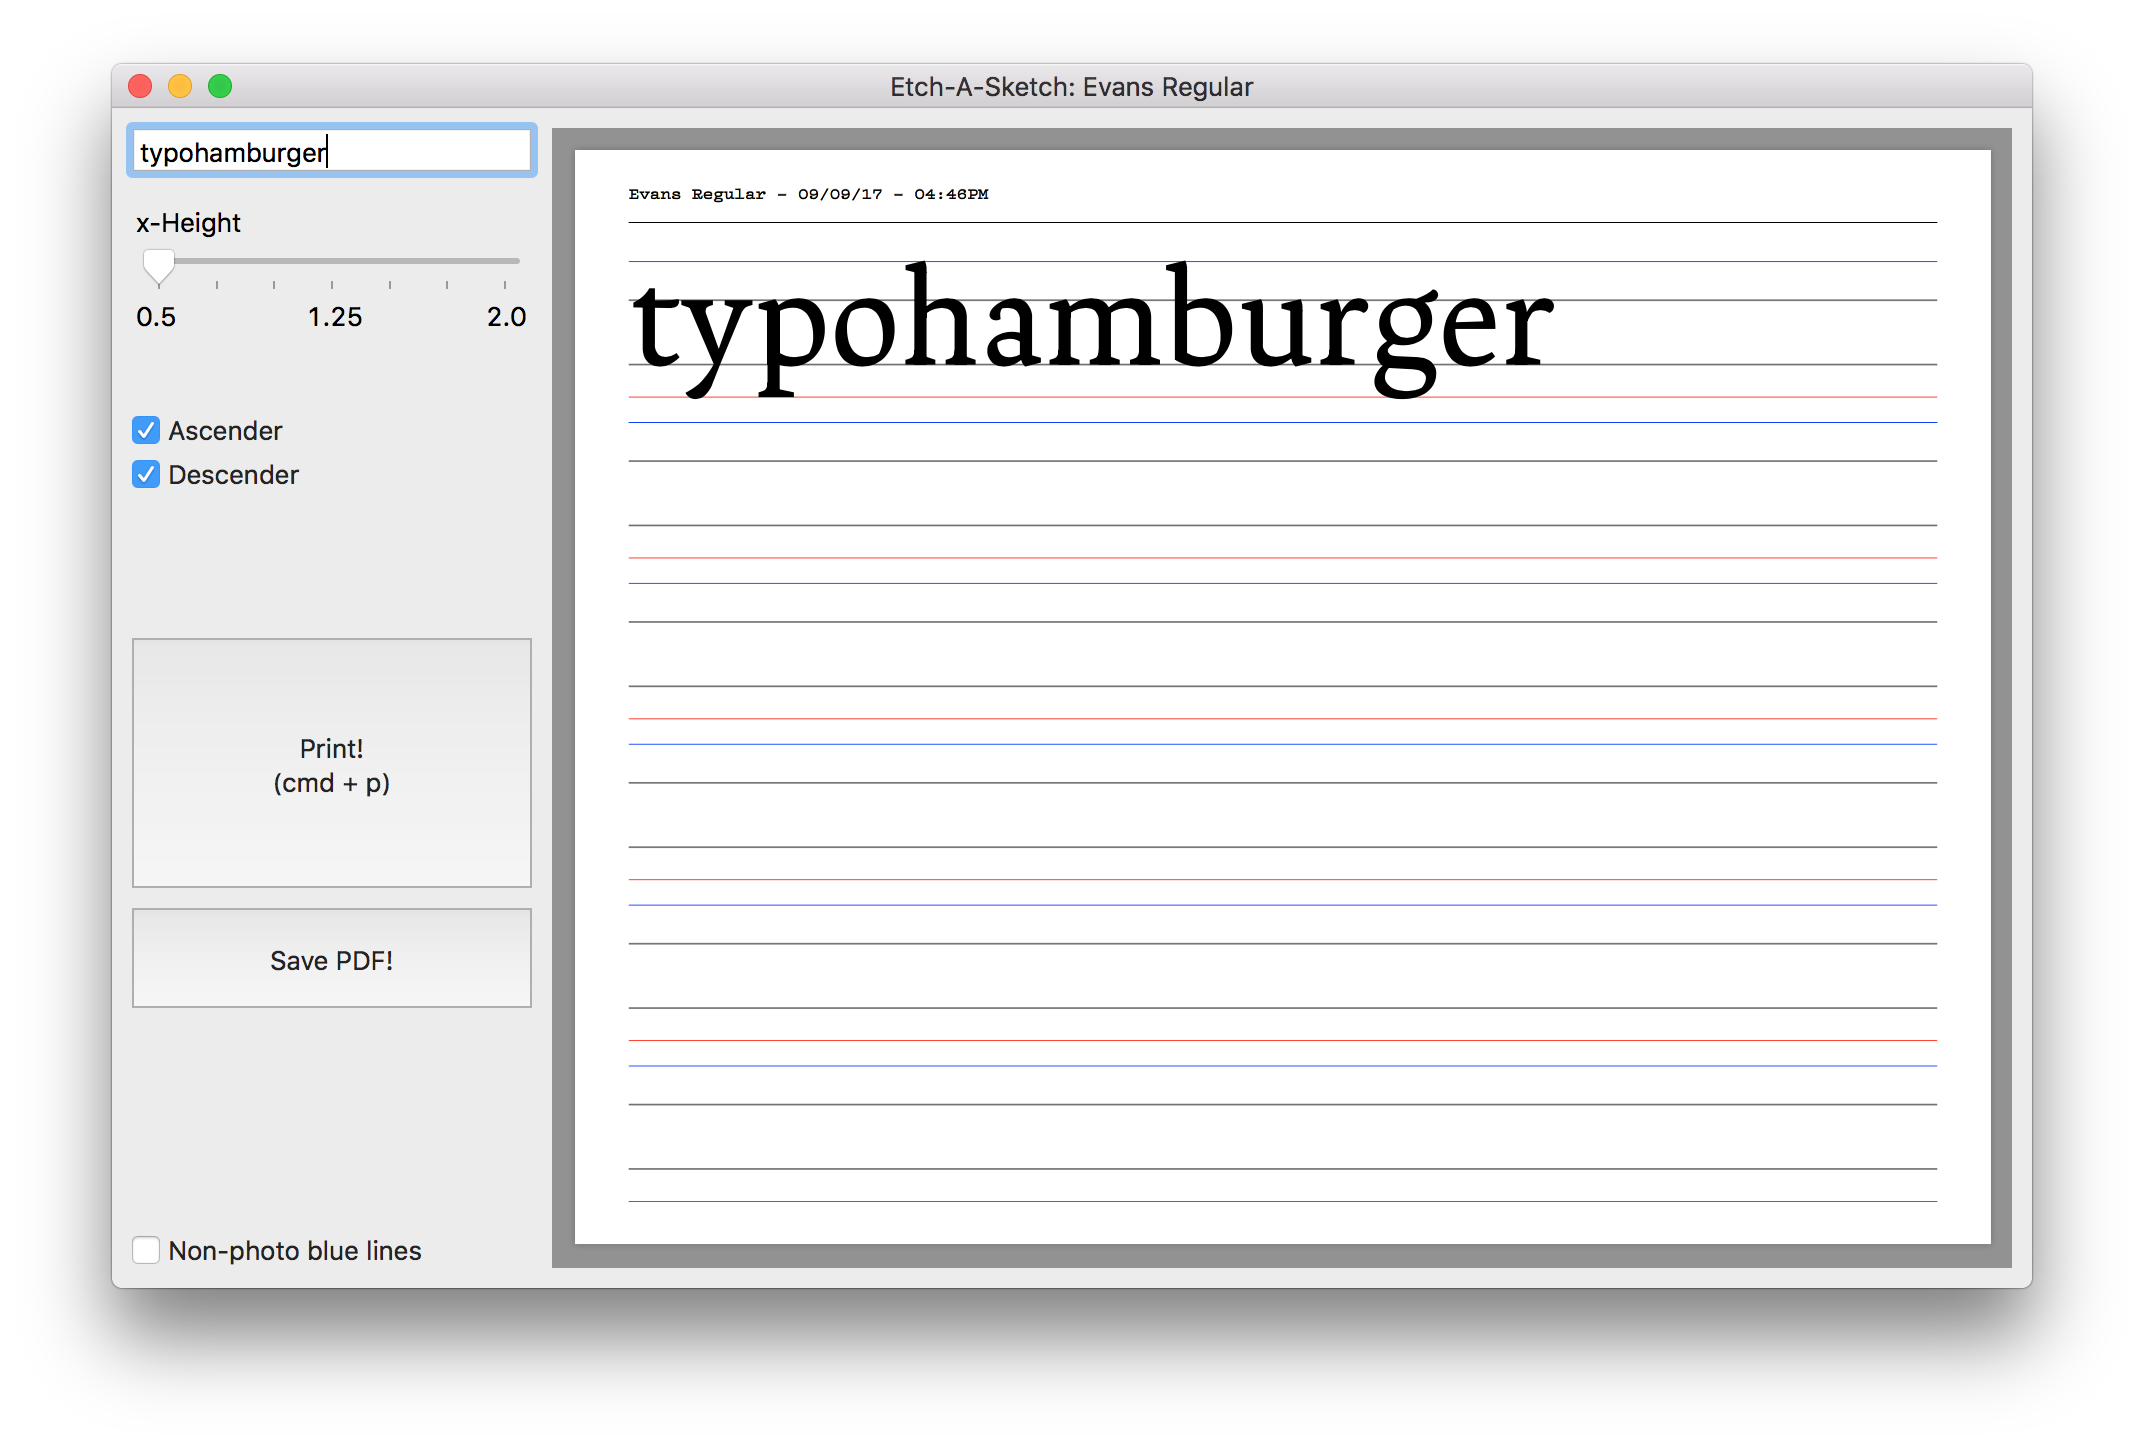 Etch-A-Sketch: Evans Regular
typohamburger
x-Height
0.5 1.25 2.0
Ascender
Descender
Print!
(cmd + p)
Save PDF!
Non-photo blue lines
Evans Regular - 09/09/17 - 04:46PM
typohamburger